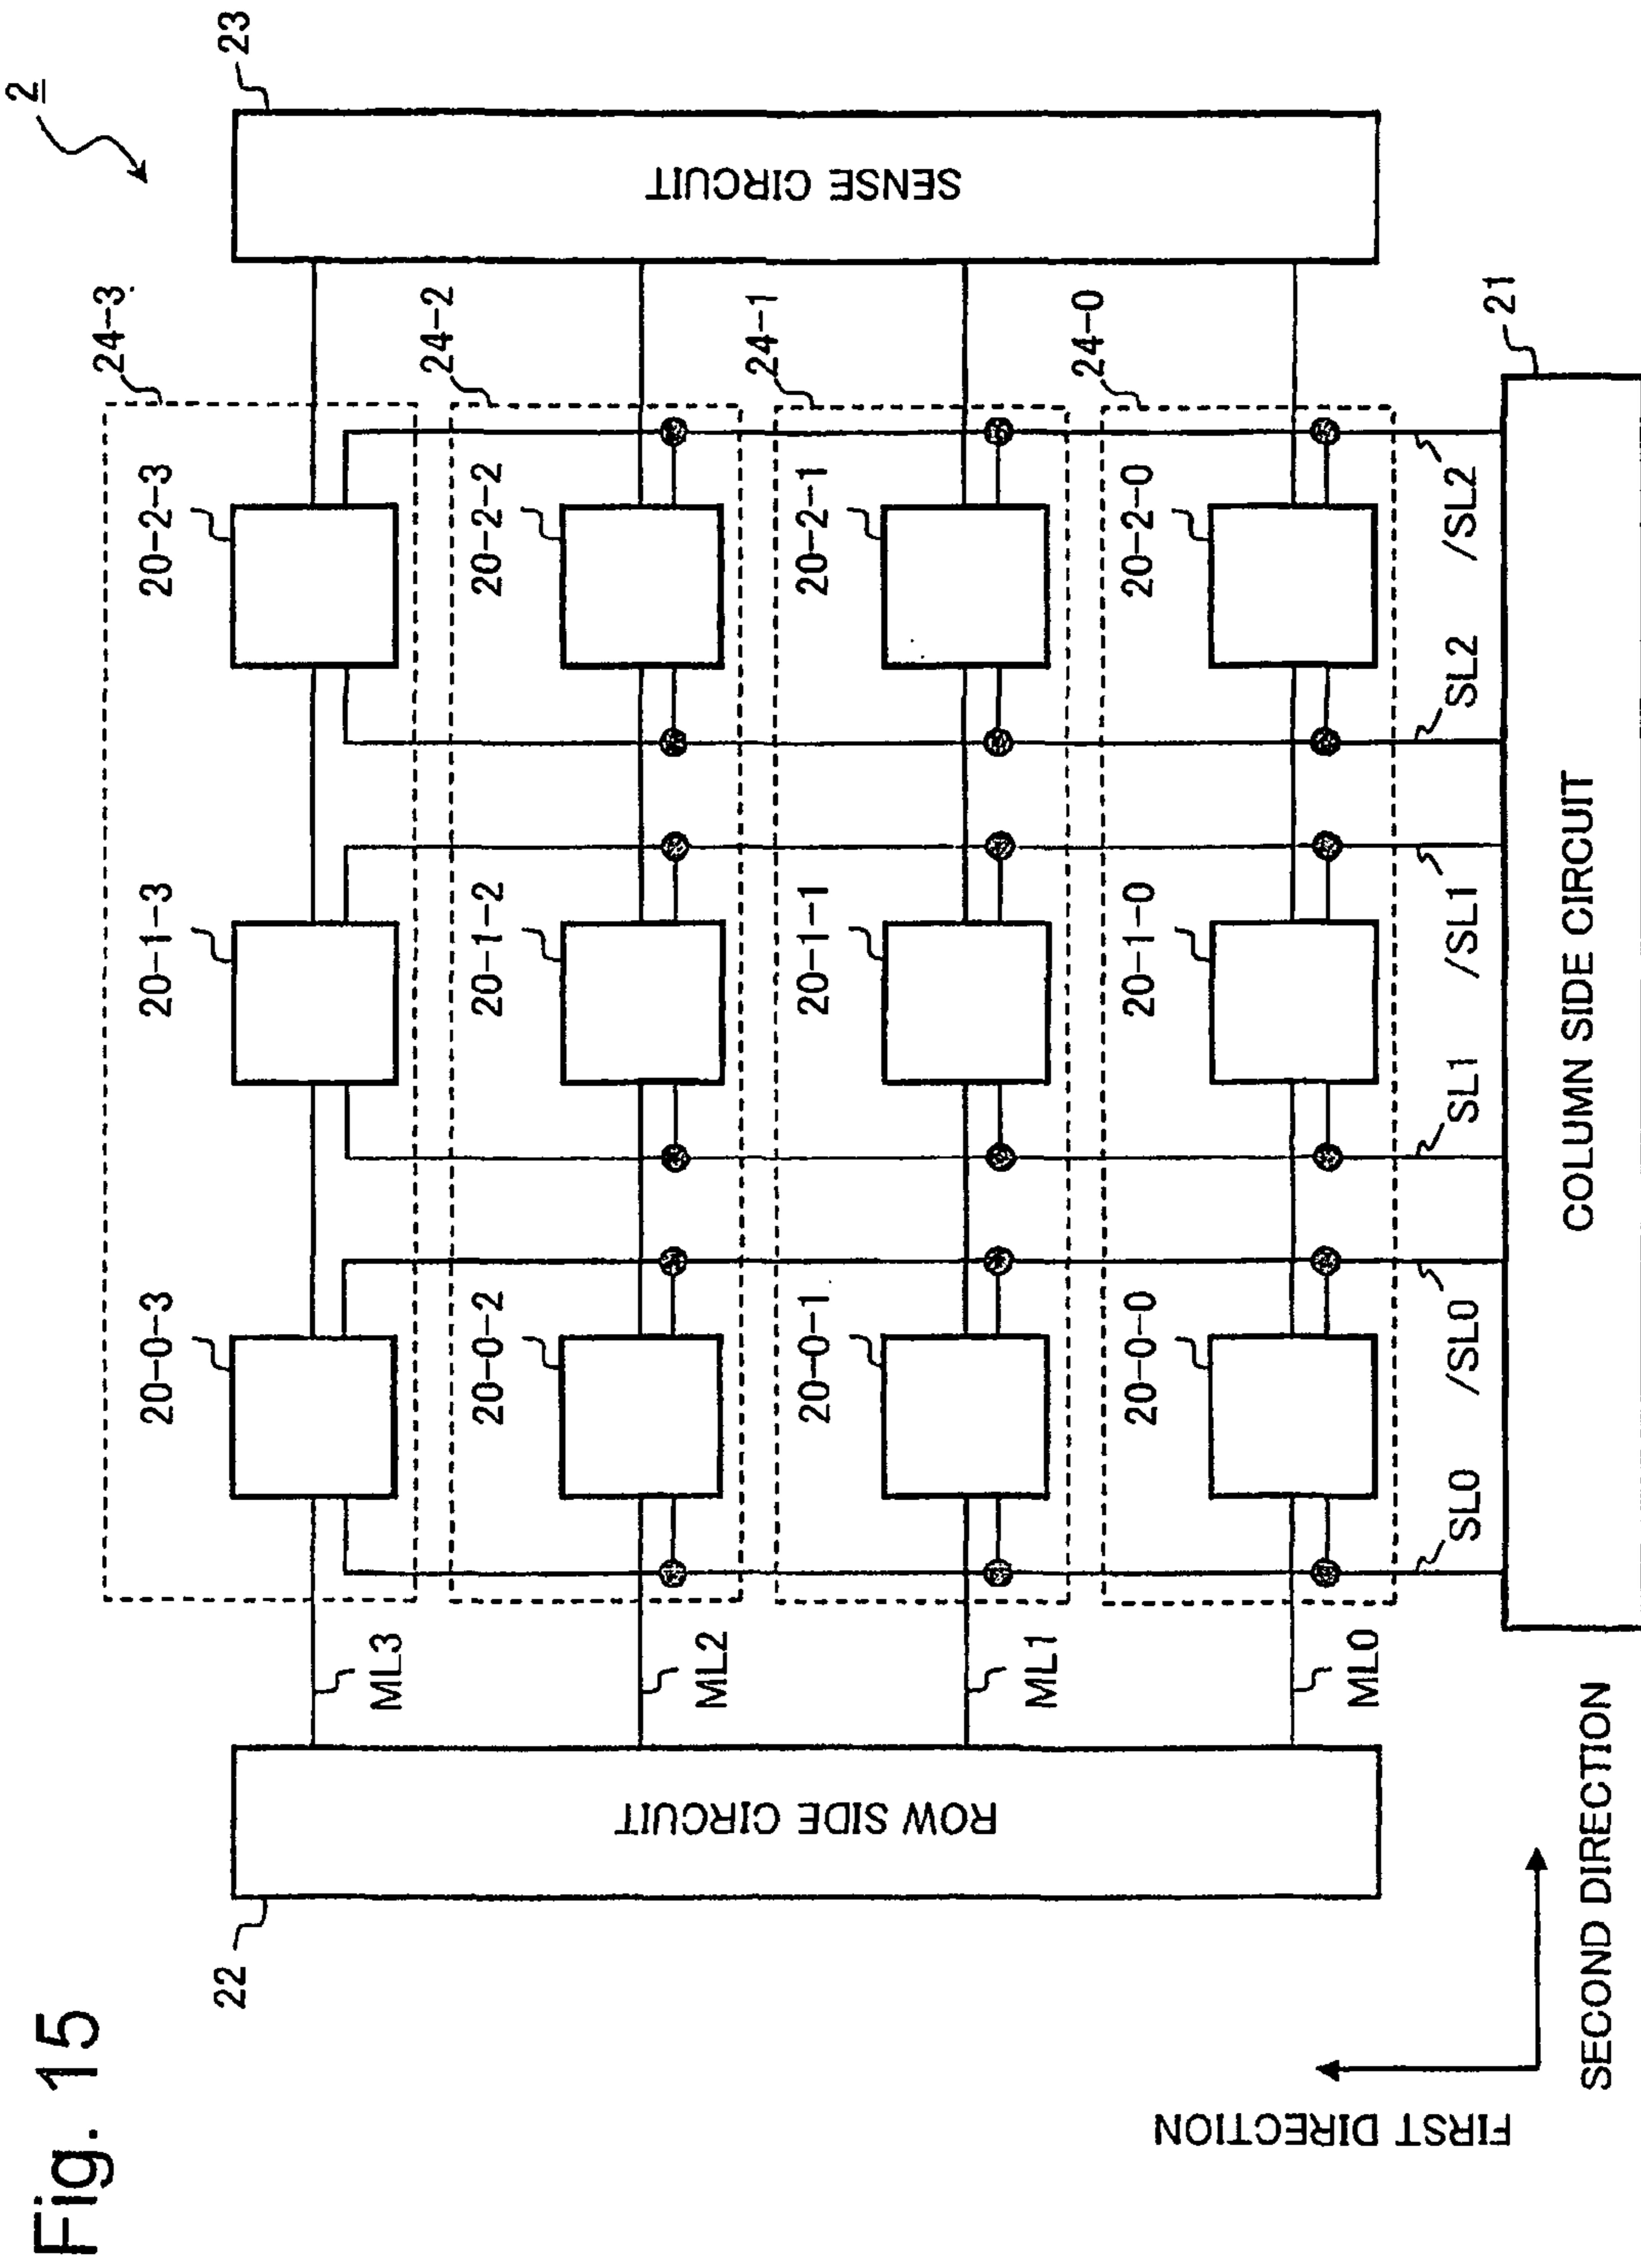 Fig. 15
2
22
23
ROW SIDE CIRCUIT
SENSE CIRCUIT
24-3
20-0-3
20-1-3
20-2-3
ML3
24-2
20-0-2
20-1-2
20-2-2
ML2
24-1
20-0-1
20-1-1
20-2-1
ML1
24-0
20-0-0
20-1-0
20-2-0
ML0
SL0
/SL0
SL1
/SL1
SL2
/SL2
21
COLUMN SIDE CIRCUIT
FIRST DIRECTION
SECOND DIRECTION